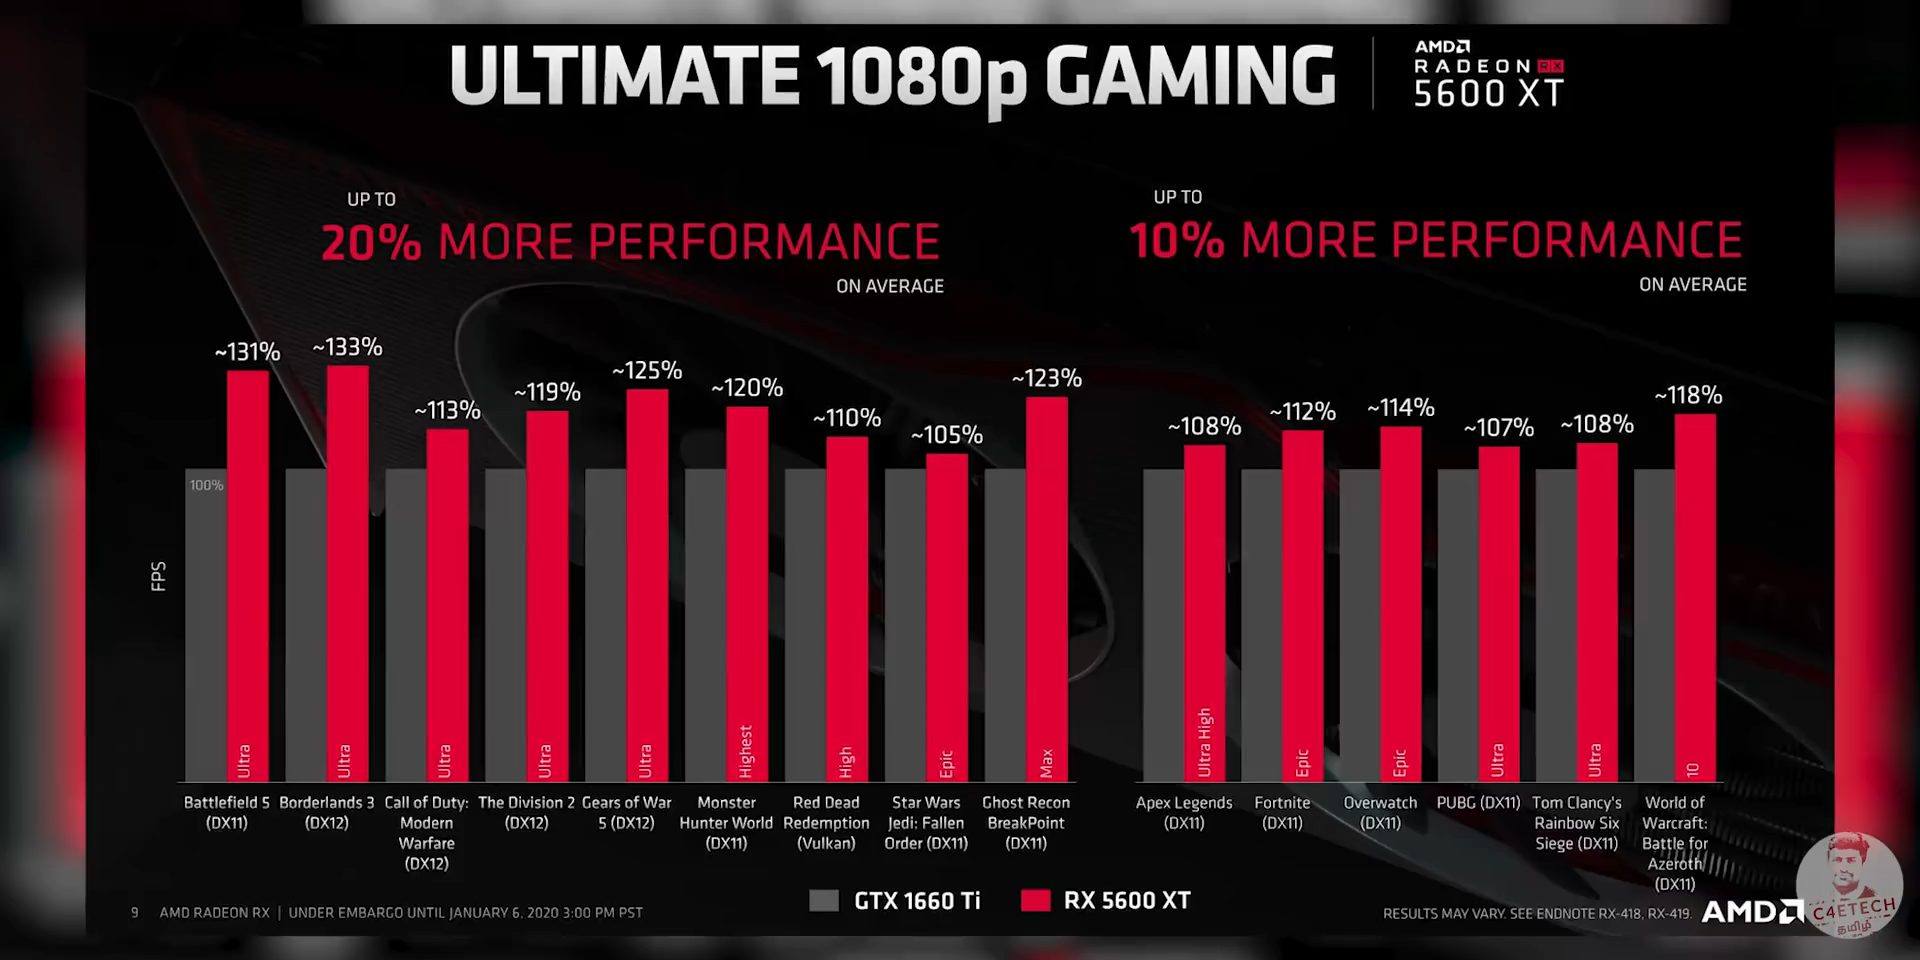 ULTIMATE 1080p GAMING
AMD
RADEON RX
5600 XT
UP TO
20% MORE PERFORMANCE
ON AVERAGE
UP TO
10% MORE PERFORMANCE
ON AVERAGE
~131%
~133%
~113%
~119%
~125%
~120%
~110%
~105%
~123%
~108%
~112%
~114%
~107%
~108%
~118%
100%
FPS
Ultra
Ultra
Ultra
Ultra
Ultra
Highest
High
Epic
Max
Ultra High
Epic
Epic
Ultra
Ultra
10
Battlefield 5
(DX11)
Borderlands 3
(DX12)
Call of Duty:
Modern
Warfare
(DX12)
The Division 2
(DX12)
Gears of War
5 (DX12)
Monster
Hunter World
(DX11)
Red Dead
Redemption
(Vulkan)
Star Wars
Jedi: Fallen
Order (DX11)
Ghost Recon
BreakPoint
(DX11)
Apex Legends
(DX11)
Fortnite
(DX11)
Overwatch
(DX11)
PUBG (DX11)
Tom Clancy's
Rainbow Six
Siege (DX11)
World of
Warcraft:
Battle for
Azeroth
(DX11)
GTX 1660 Ti
RX 5600 XT
9 AMD RADEON RX | UNDER EMBARGO UNTIL JANUARY 6, 2020 3:00 PM PST
RESULTS MAY VARY. SEE ENDNOTE RX-418, RX-419.
AMD
C4ETECH
தமிழ்